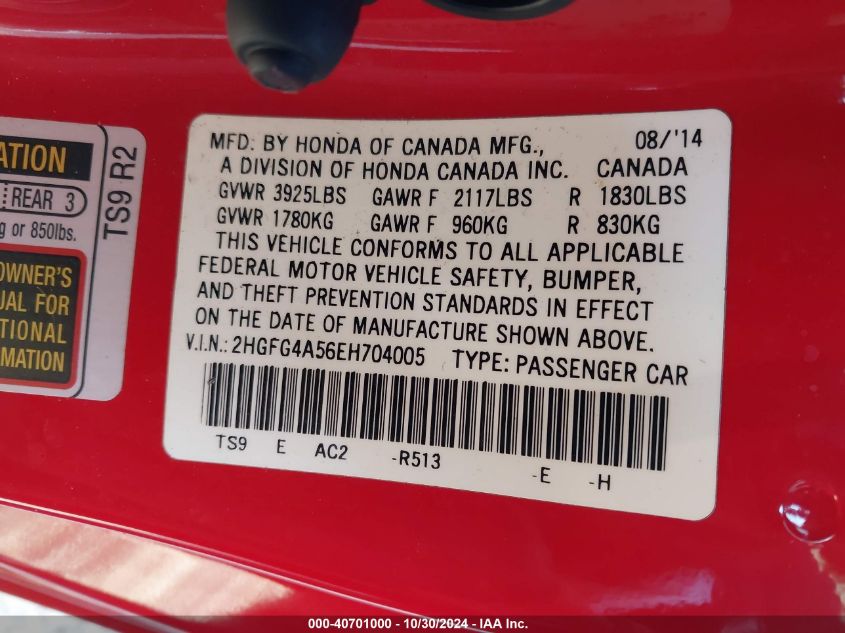 ATION
REAR 3
g or 850lbs.
TS9 R2
OWNER'S
UAL FOR
TIONAL
RMATION
MFD. BY HONDA OF CANADA MFG., 08/'14
A DIVISION OF HONDA CANADA INC. CANADA
GVWR 3925LBS GAWR F 2117LBS R 1830LBS
GVWR 1780KG GAWR F 960KG R 830KG
THIS VEHICLE CONFORMS TO ALL APPLICABLE
FEDERAL MOTOR VEHICLE SAFETY, BUMPER,
AND THEFT PREVENTION STANDARDS IN EFFECT
ON THE DATE OF MANUFACTURE SHOWN ABOVE.
V.I.N.: 2HGFG4A56EH704005 TYPE: PASSENGER CAR
TS9 E AC2 -R513 -E -H
000-40701000 - 10/30/2024 - IAA Inc.